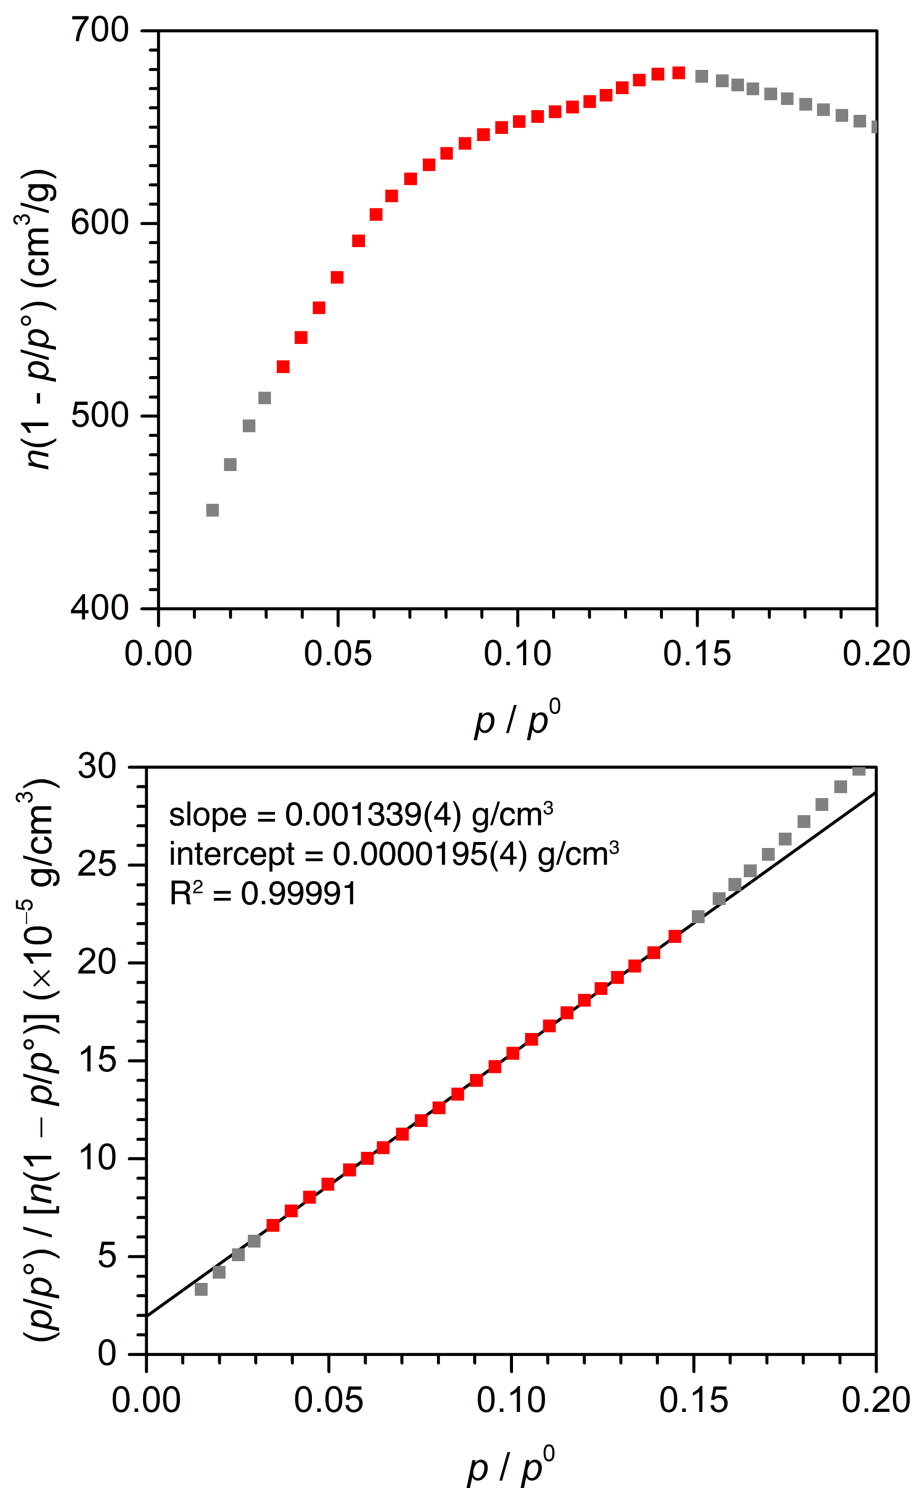 700
600
500
400
n(1 - p/p°) (cm³/g)
0.00 0.05 0.10 0.15 0.20
p / p⁰
30
25
20
15
10
5
0
(p/p°) / [n(1 − p/p°)] (×10⁻⁵ g/cm³)
slope = 0.001339(4) g/cm³
intercept = 0.0000195(4) g/cm³
R² = 0.99991
0.00 0.05 0.10 0.15 0.20
p / p⁰